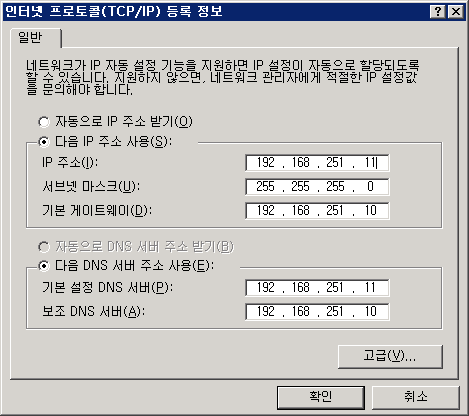 인터넷 프로토콜(TCP/IP) 등록 정보
일반
네트워크가 IP 자동 설정 기능을 지원하면 IP 설정이 자동으로 할당되도록
할 수 있습니다. 지원하지 않으면, 네트워크 관리자에게 적절한 IP 설정값
을 문의해야 합니다.
자동으로 IP 주소 받기(O)
다음 IP 주소 사용(S):
IP 주소(I): 192 . 168 . 251 . 11
서브넷 마스크(U): 255 . 255 . 255 . 0
기본 게이트웨이(D): 192 . 168 . 251 . 10
자동으로 DNS 서버 주소 받기(B)
다음 DNS 서버 주소 사용(E):
기본 설정 DNS 서버(P): 192 . 168 . 251 . 11
보조 DNS 서버(A): 192 . 168 . 251 . 10
고급(V)...
확인 취소